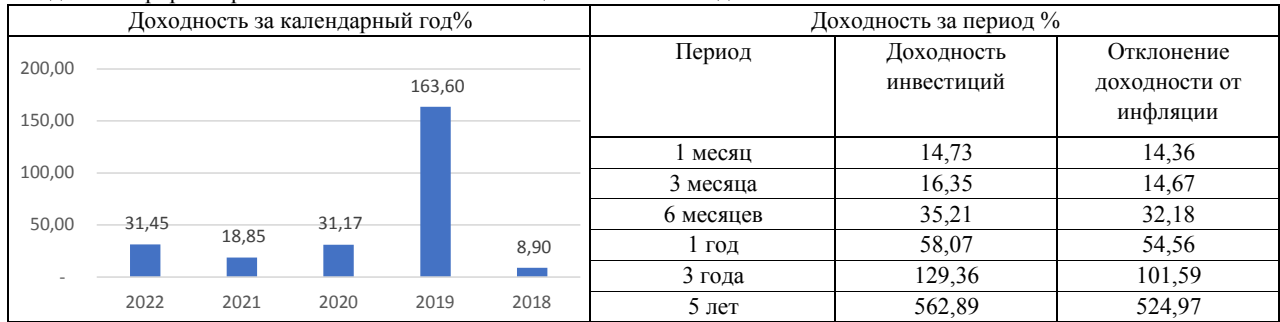 Доходность за календарный год%
200,00
150,00
100,00
50,00
-
31,45
18,85
31,17
163,60
8,90
2022 2021 2020 2019 2018
Доходность за период %
Период Доходность инвестиций Отклонение доходности от инфляции
1 месяц 14,73 14,36
3 месяца 16,35 14,67
6 месяцев 35,21 32,18
1 год 58,07 54,56
3 года 129,36 101,59
5 лет 562,89 524,97